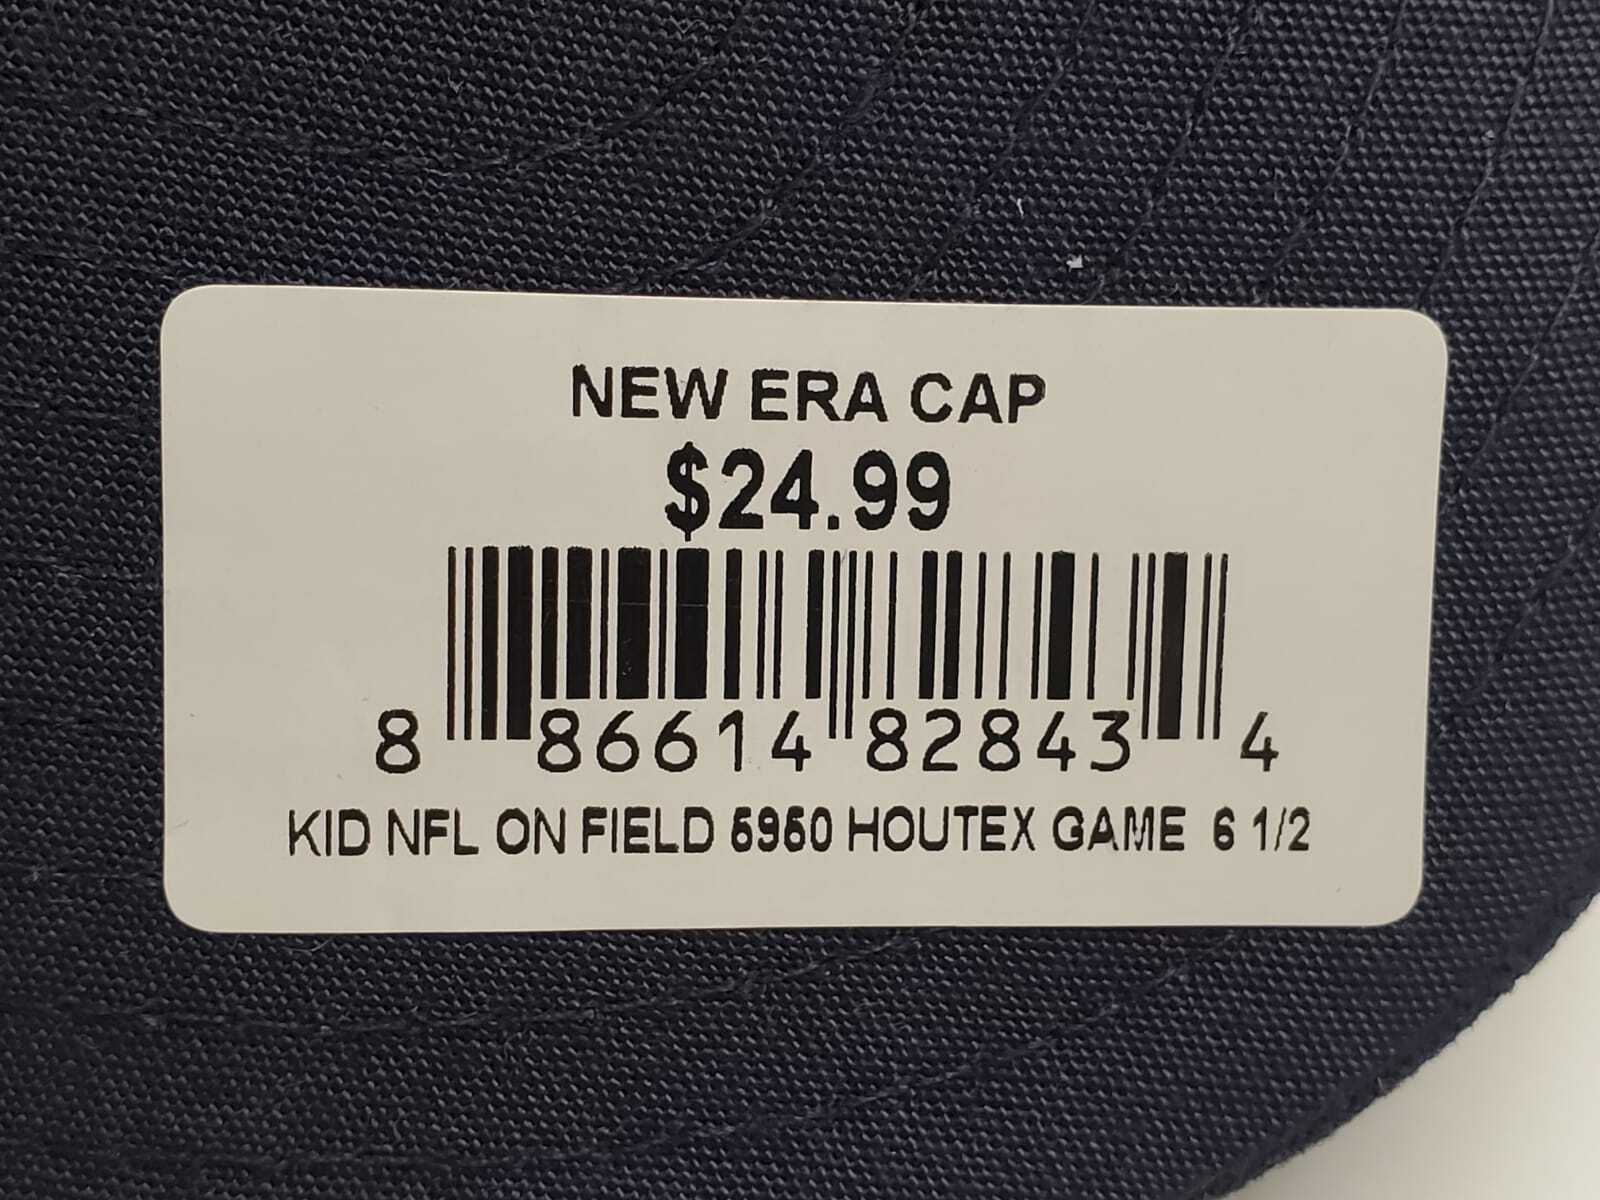 NEW ERA CAP
$24.99
8 86614 82843 4
KID NFL ON FIELD 5950 HOUTEX GAME 6 1/2